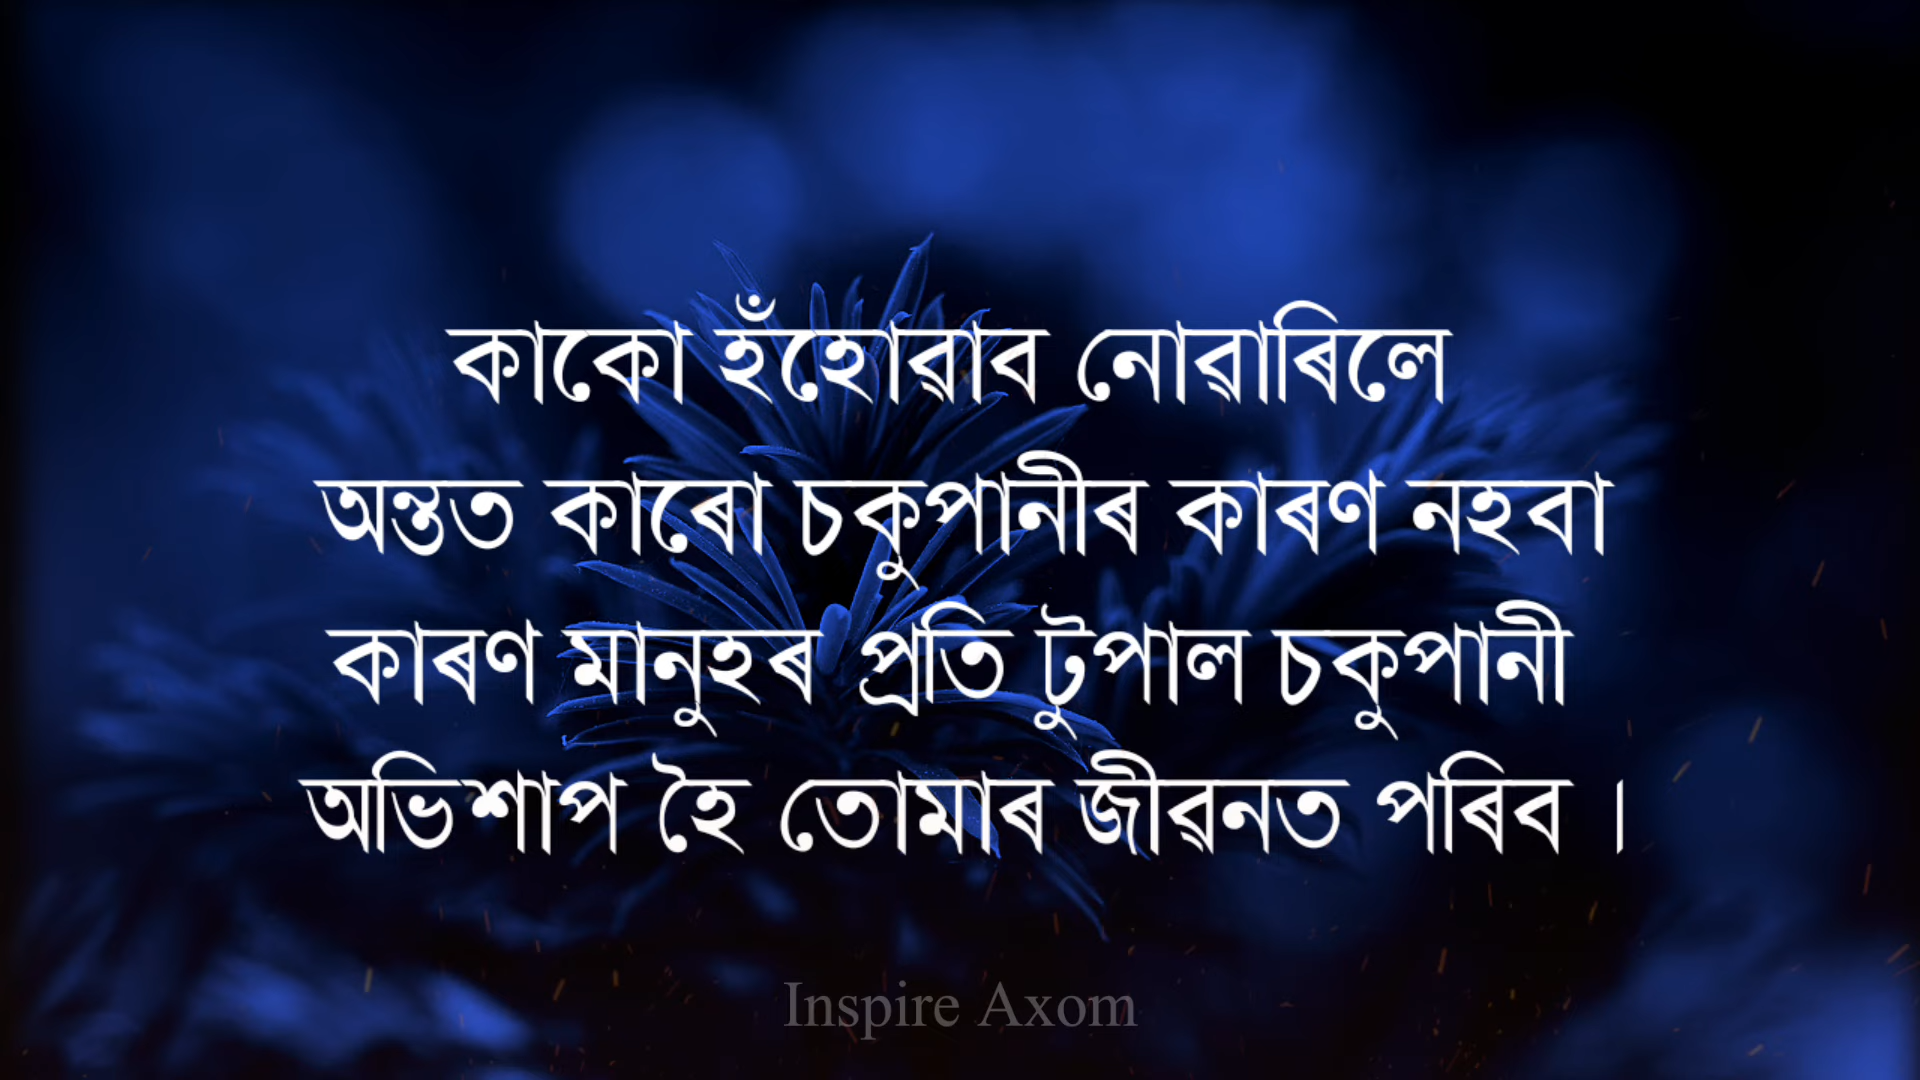 কাকো হঁহোৱাব নোৱাৰিলে
অন্তত কাৰো চকুপানীৰ কাৰণ নহবা
কাৰণ মানুহৰ প্ৰতি টুপাল চকুপানী
অভিশাপ হৈ তোমাৰ জীৱনত পৰিব ।
Inspire Axom